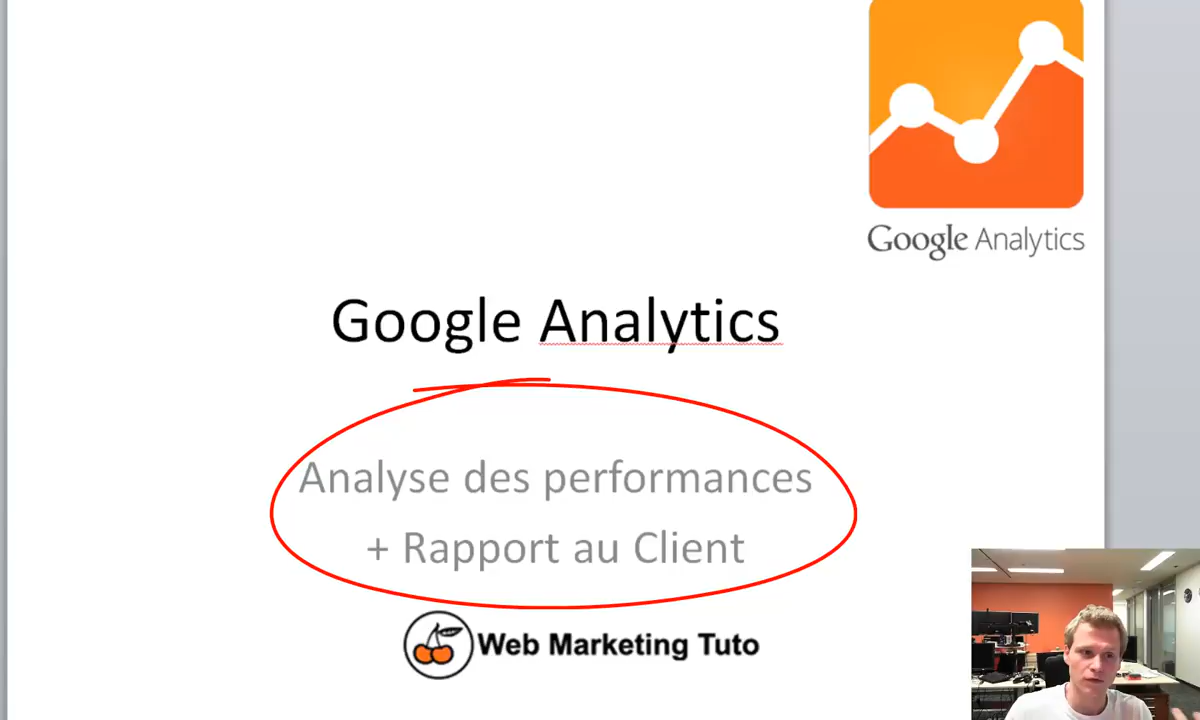 Google Analytics
Google Analytics
Analyse des performances
+ Rapport au Client
Web Marketing Tuto